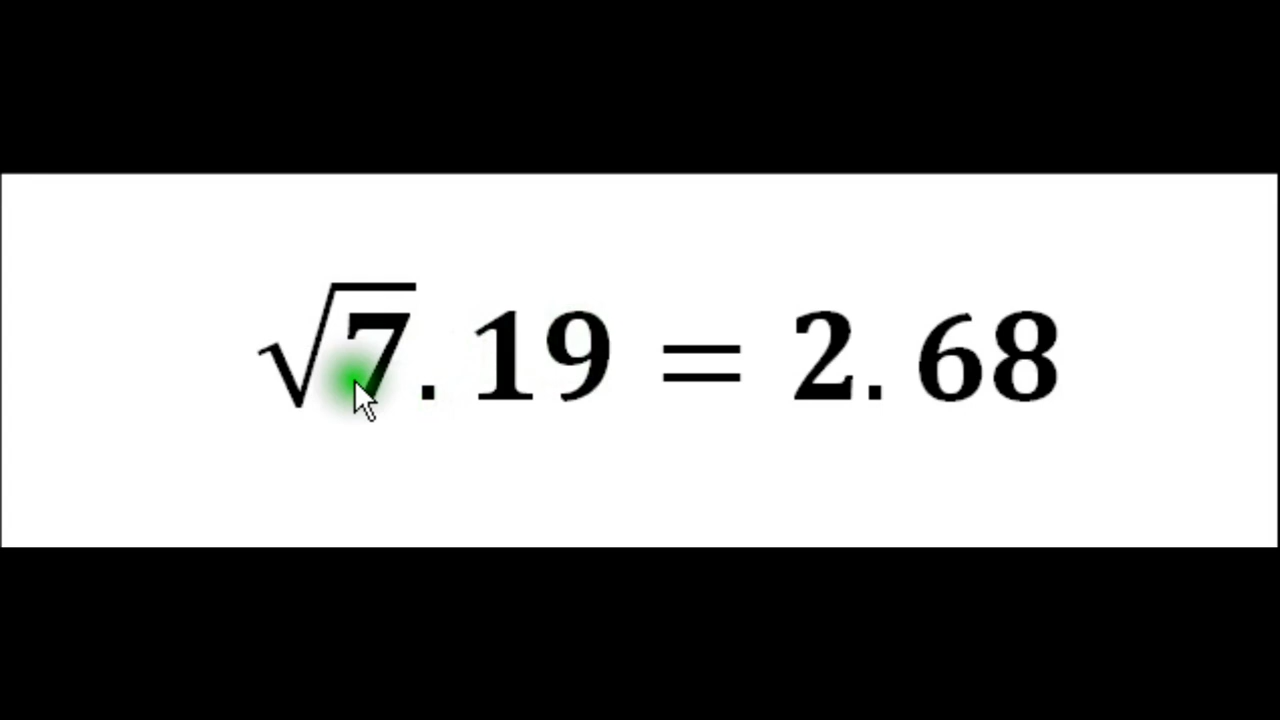 √7. 19 = 2. 68